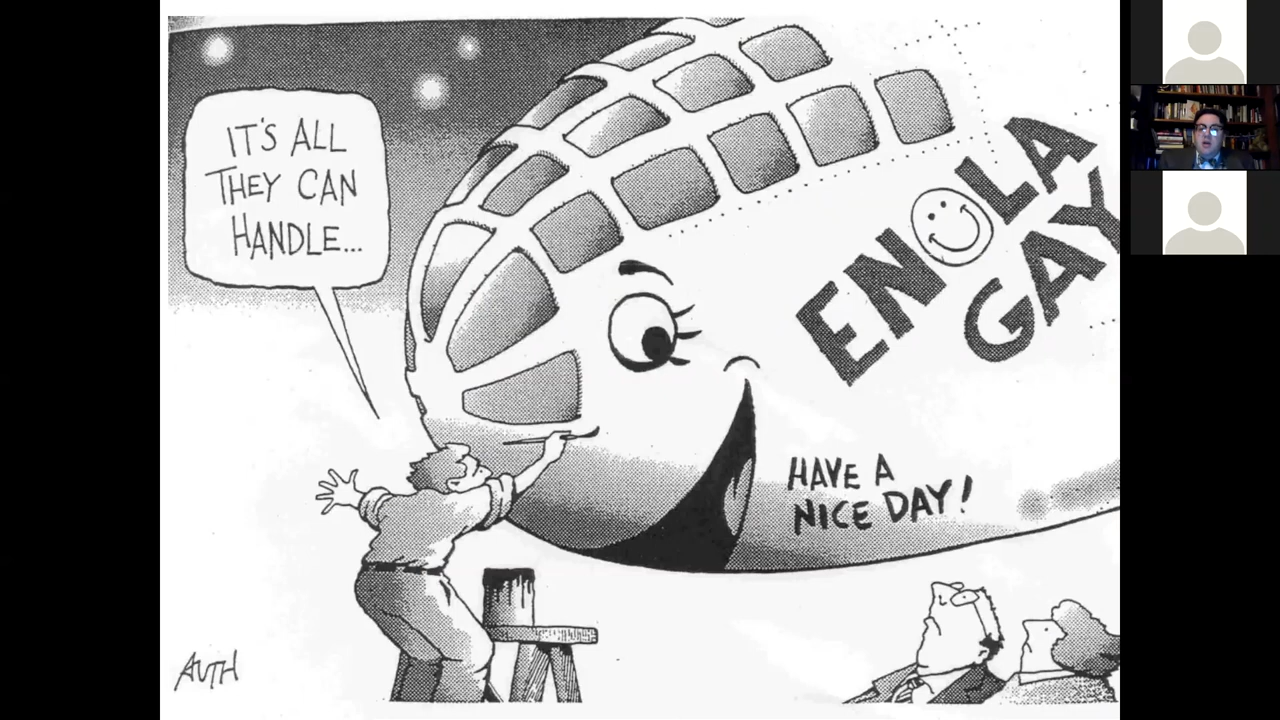 IT'S ALL
THEY CAN
HANDLE...
ENOLA
GAY
HAVE A
NICE DAY!
AUTH